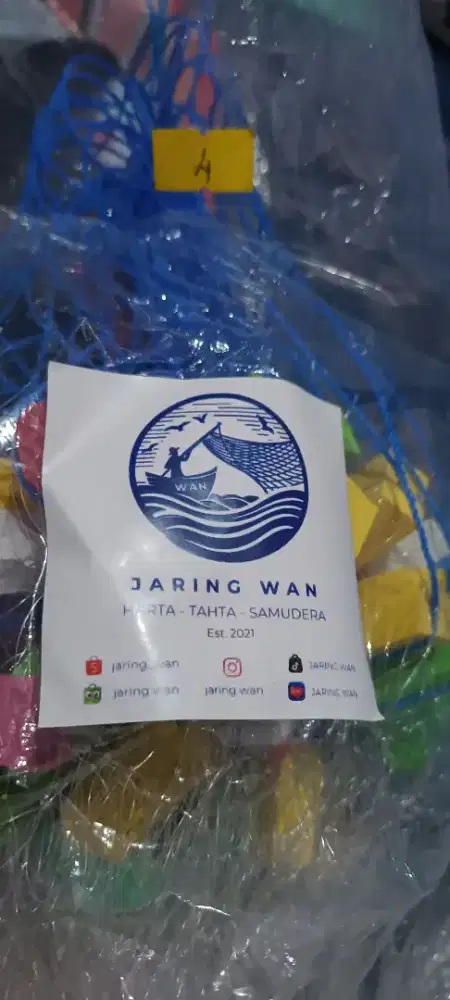 4
WAN
JARING WAN
HARTA - TAHTA - SAMUDERA
Est. 2021
jaring_wan
JARING WAN
jaring wan
jaring wan
JARING WAN